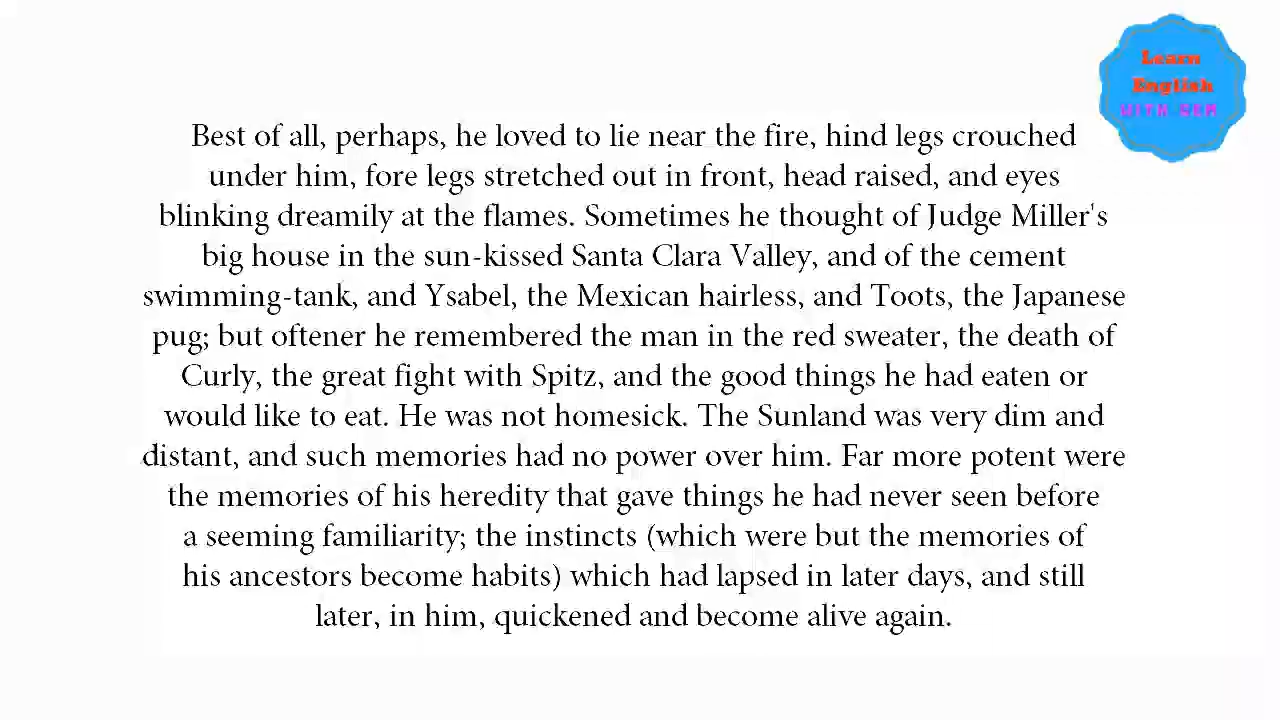 Learn
English
Best of all, perhaps, he loved to lie near the fire, hind legs crouched
under him, fore legs stretched out in front, head raised, and eyes
blinking dreamily at the flames. Sometimes he thought of Judge Miller's
big house in the sun-kissed Santa Clara Valley, and of the cement
swimming-tank, and Ysabel, the Mexican hairless, and Toots, the Japanese
pug; but oftener he remembered the man in the red sweater, the death of
Curly, the great fight with Spitz, and the good things he had eaten or
would like to eat. He was not homesick. The Sunland was very dim and
distant, and such memories had no power over him. Far more potent were
the memories of his heredity that gave things he had never seen before
a seeming familiarity; the instincts (which were but the memories of
his ancestors become habits) which had lapsed in later days, and still
later, in him, quickened and become alive again.